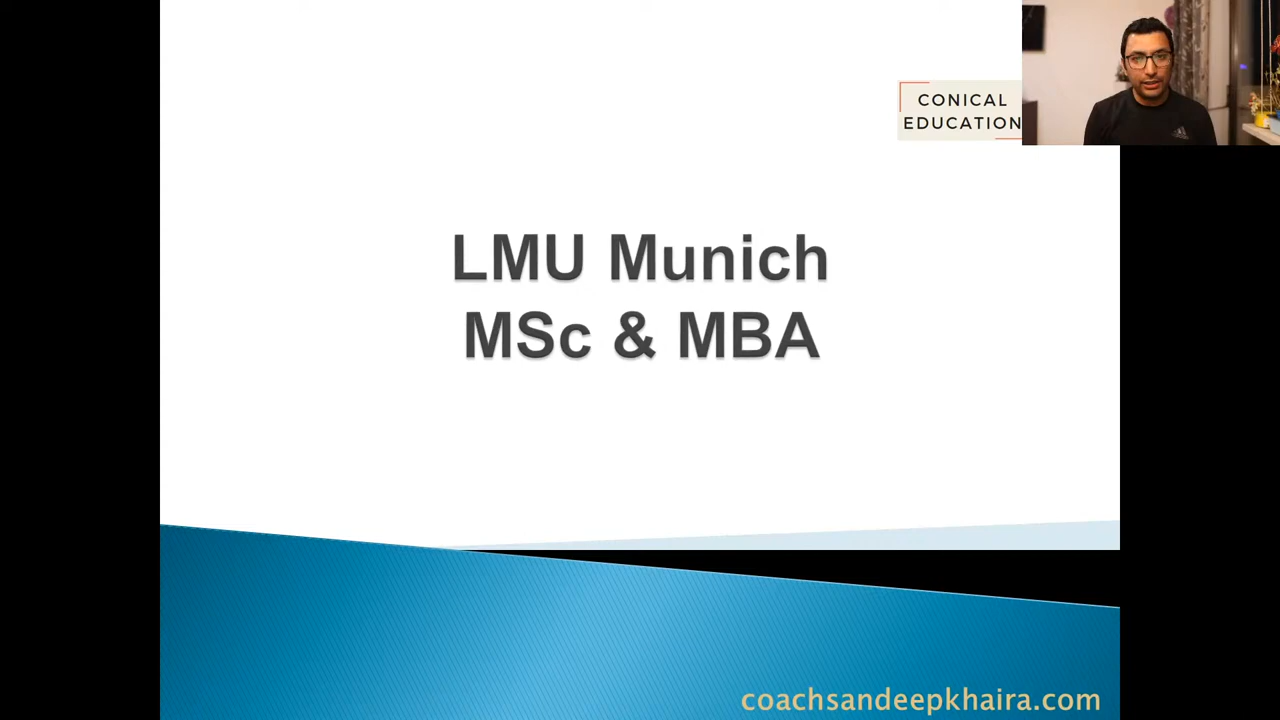 CONICAL
EDUCATION
LMU Munich
MSc & MBA
coachsandeepkhaira.com